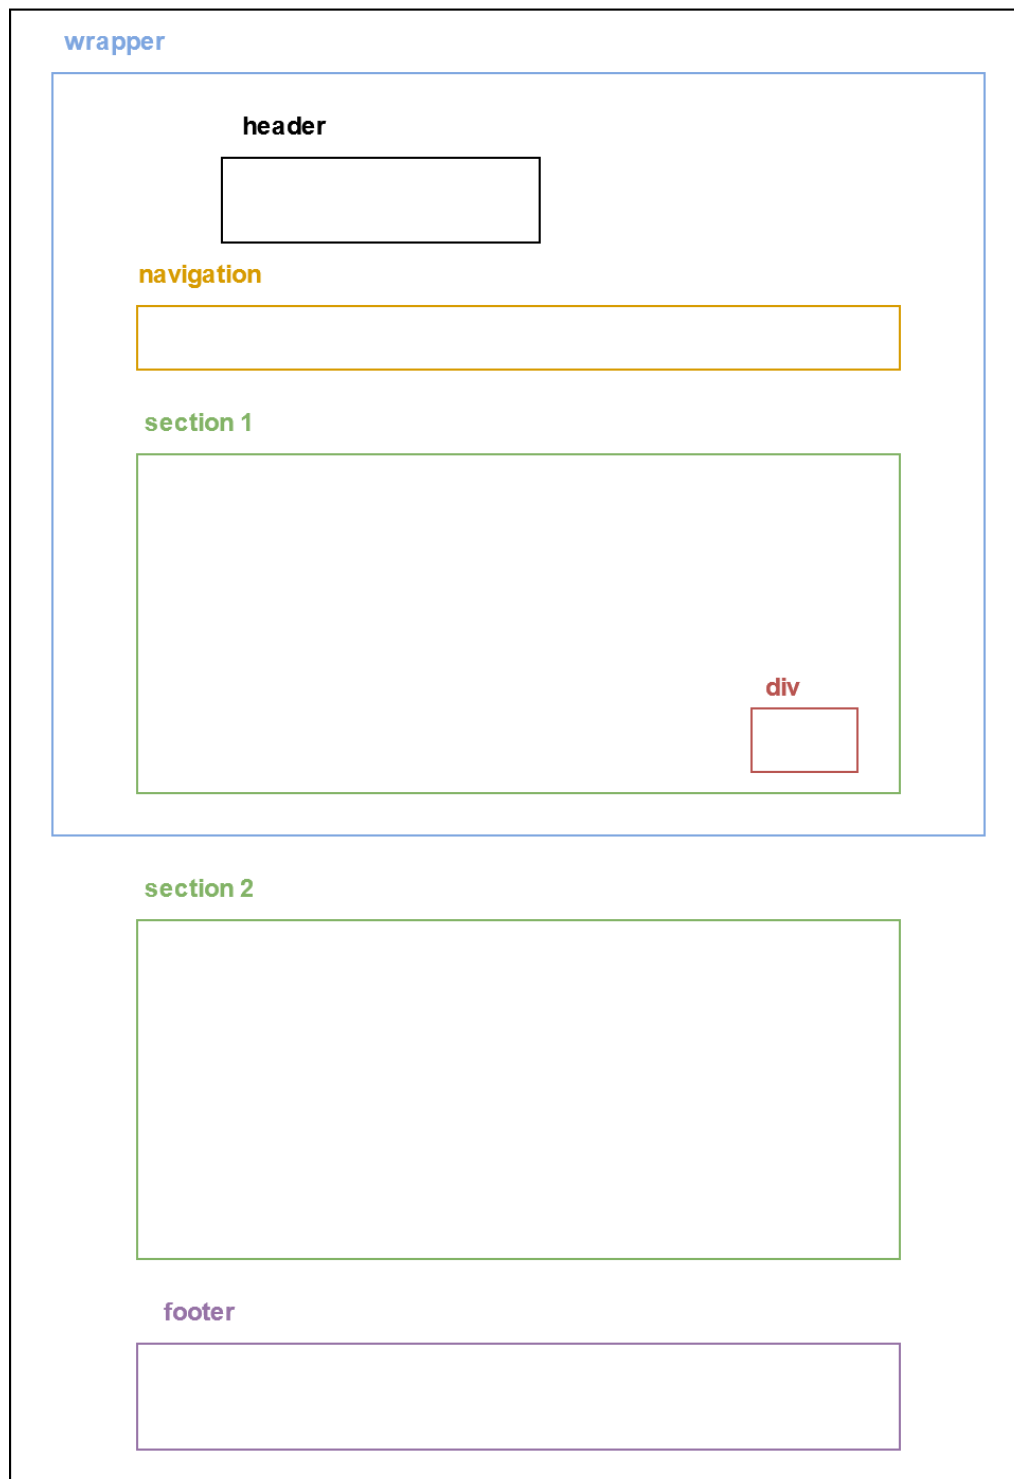 wrapper
header
navigation
section 1
div
section 2
footer